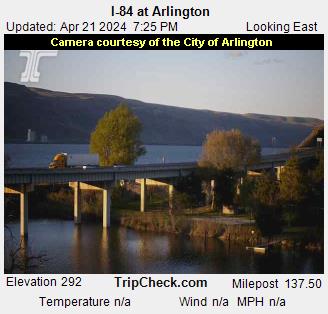 I-84 at Arlington
Updated: Apr 21 2024 7:25 PM Looking East
Camera courtesy of the City of Arlington
Elevation 292 TripCheck.com Milepost 137.50
Temperature n/a Wind n/a MPH n/a